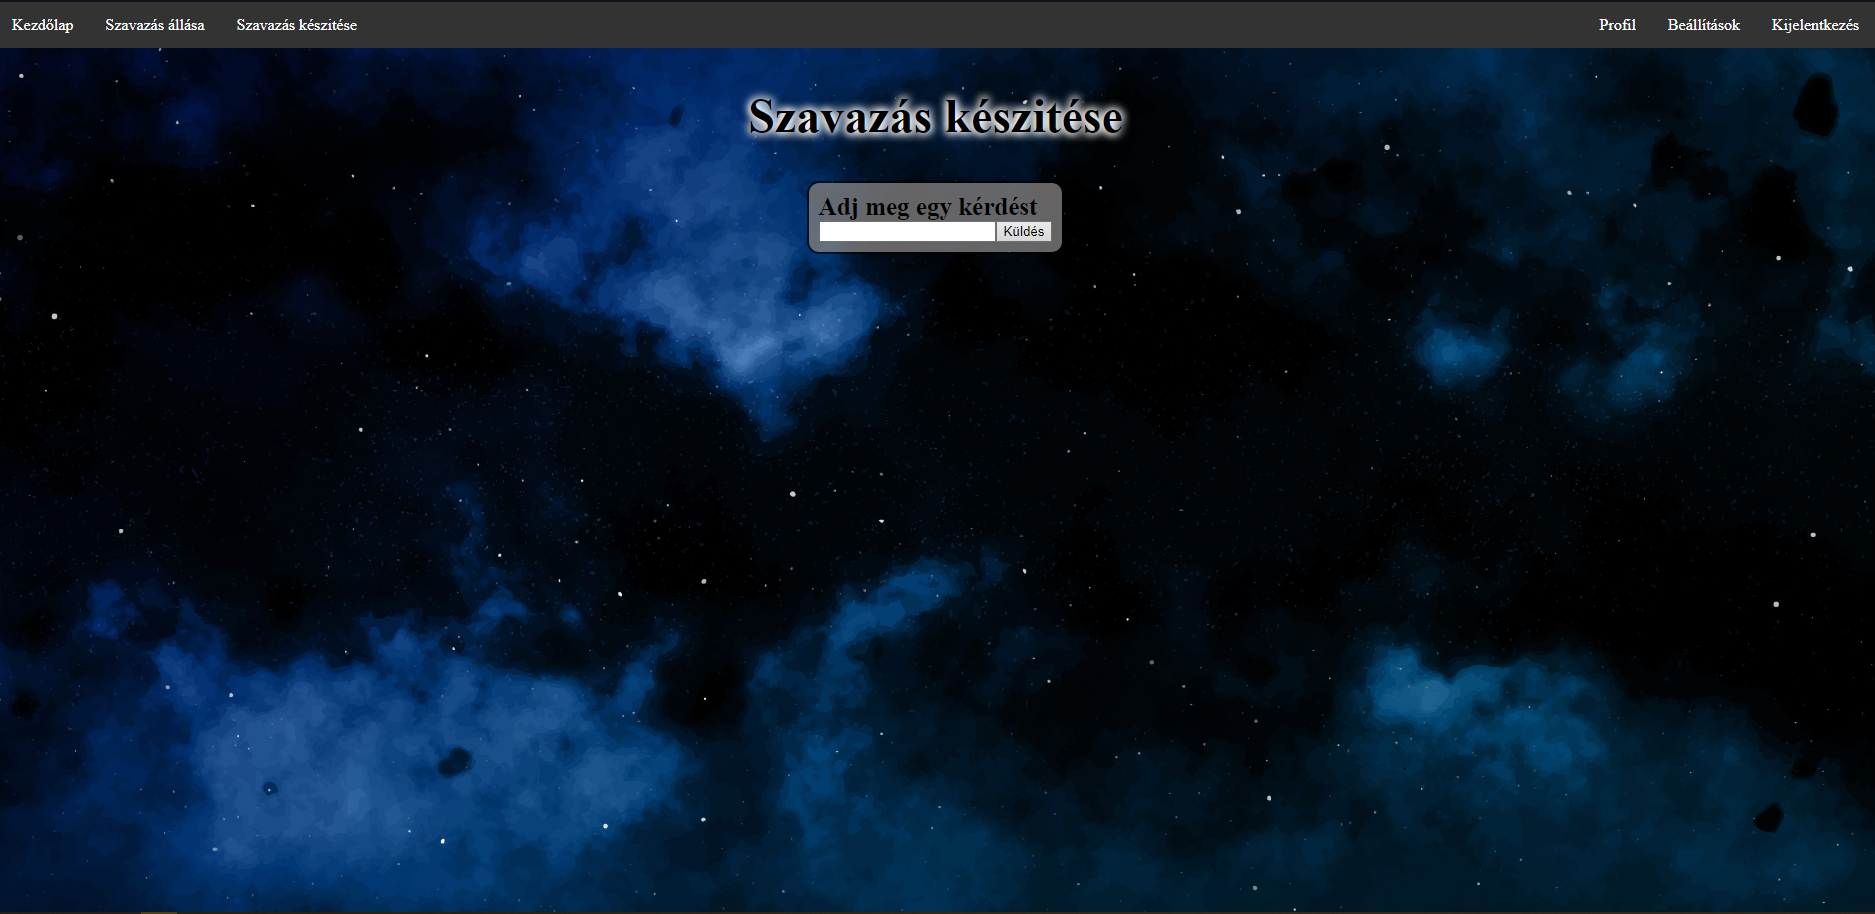 Kezdőlap Szavazás állása Szavazás készitése Profil Beállítások Kijelentkezés
Szavazás készitése
Adj meg egy kérdést
Küldés